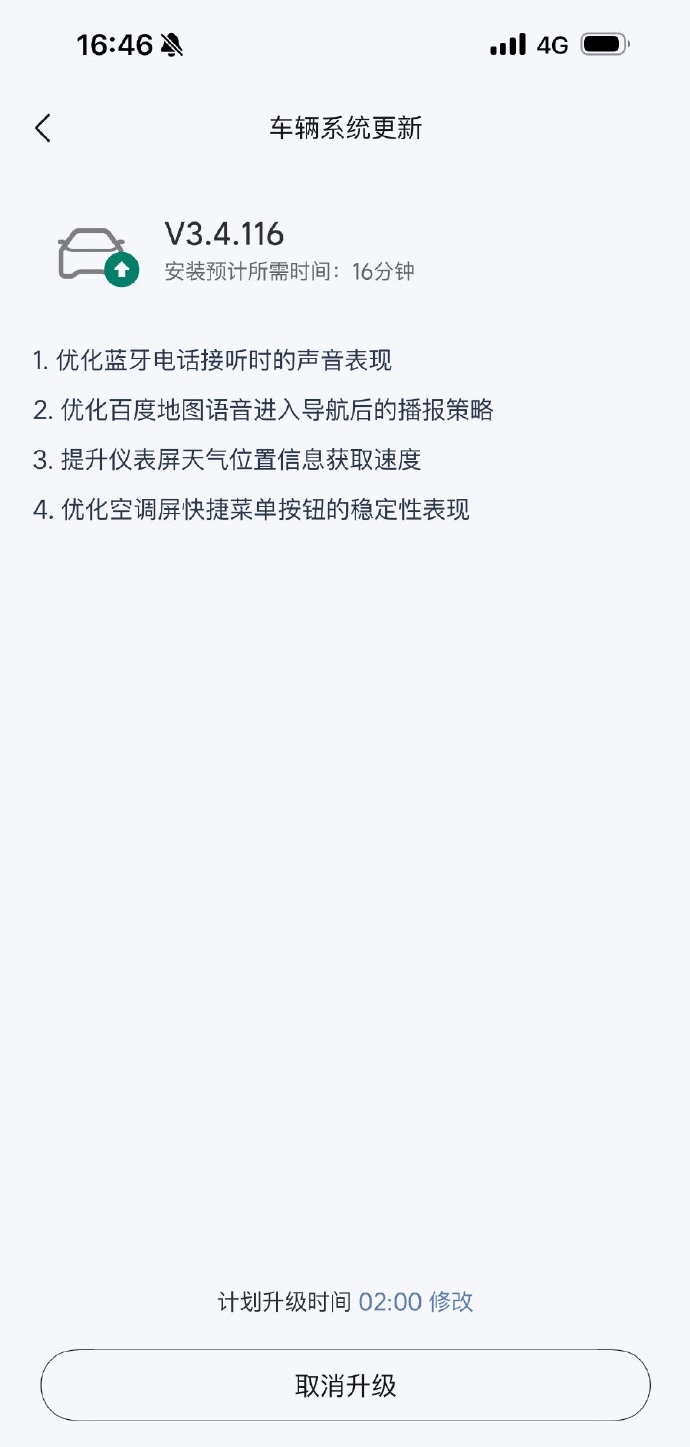 16:46
4G
车辆系统更新
V3.4.116
安装预计所需时间：16分钟
1. 优化蓝牙电话接听时的声音表现
2. 优化百度地图语音进入导航后的播报策略
3. 提升仪表屏天气位置信息获取速度
4. 优化空调屏快捷菜单按钮的稳定性表现
计划升级时间 02:00 修改
取消升级